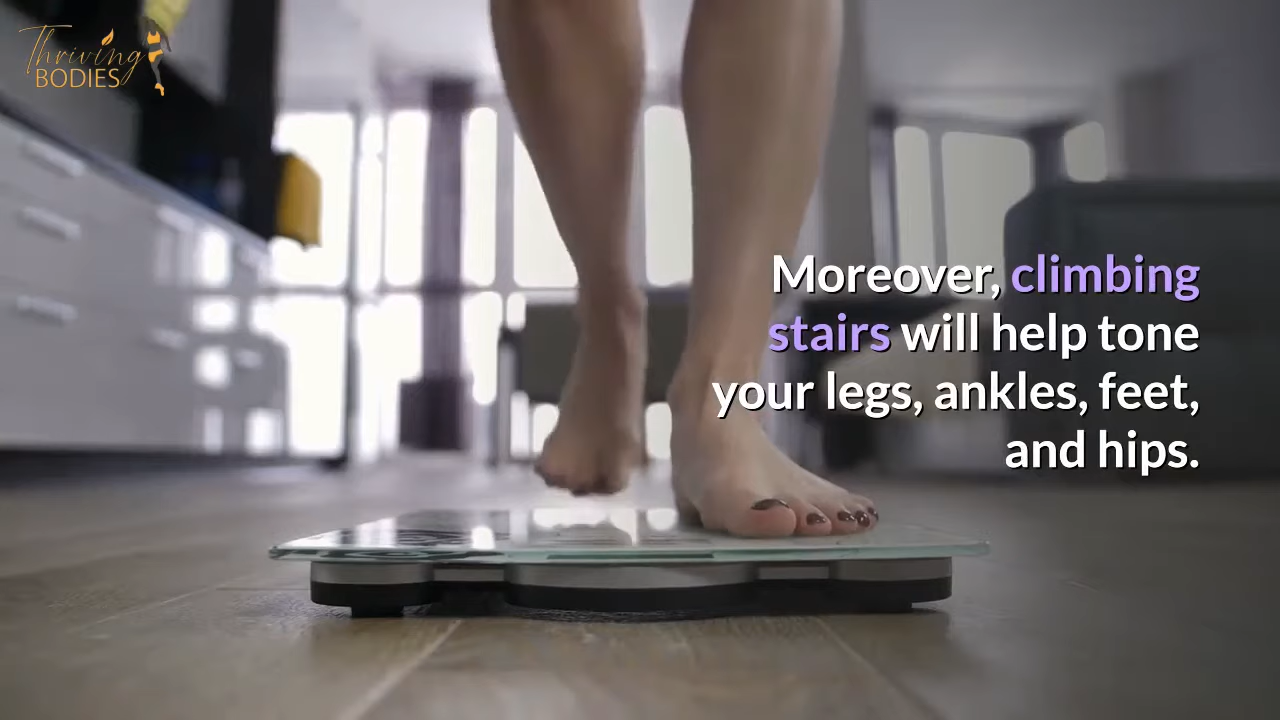 Thriving
BODIES
Moreover, climbing
stairs will help tone
your legs, ankles, feet,
and hips.